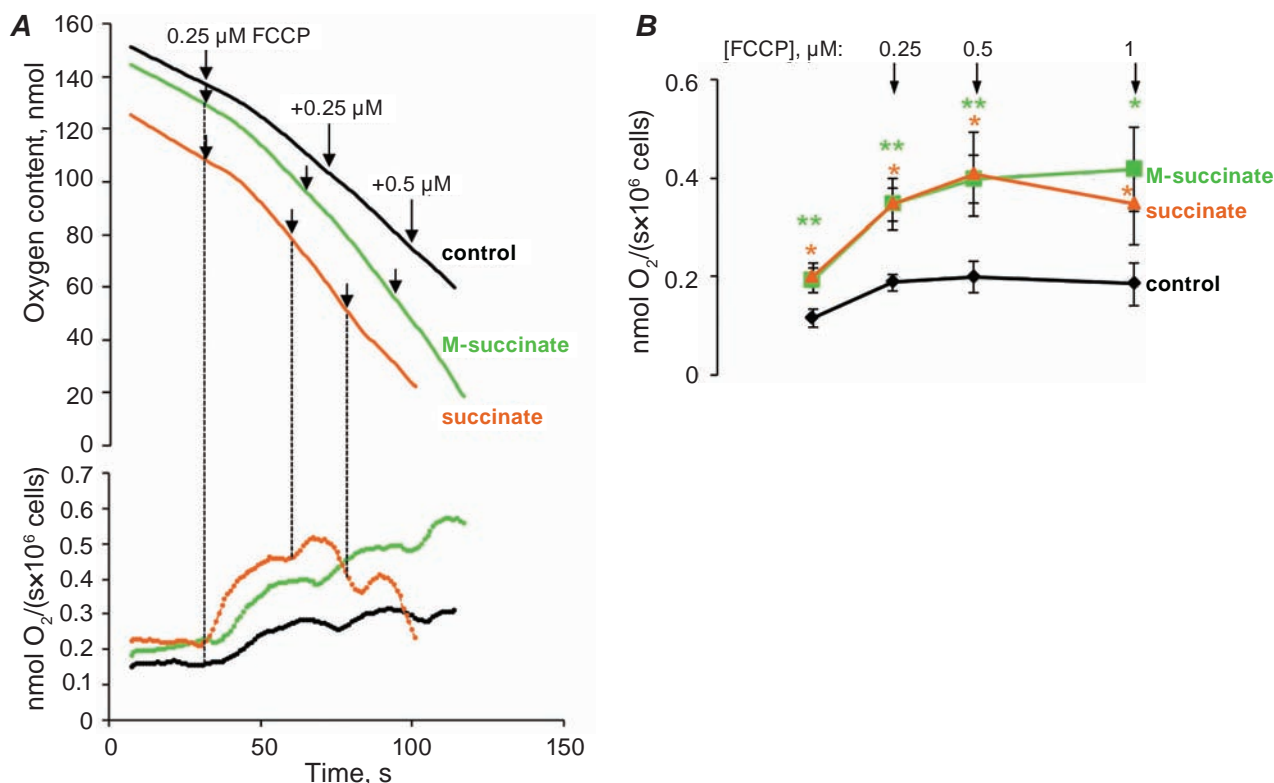 A
160
140
120
100
80
60
40
20
0
Oxygen content, nmol
0.25 µM FCCP
+0.25 µM
+0.5 µM
control
M-succinate
succinate
0.7
0.6
0.5
0.4
0.3
0.2
0.1
0
nmol O₂/(s×10⁶ cells)
0 50 100 150
Time, s
B
[FCCP], µM: 0.25 0.5 1
0.6
0.4
0.2
0
nmol O₂/(s×10⁶ cells)
** * ** * ** * * *
M-succinate
succinate
control